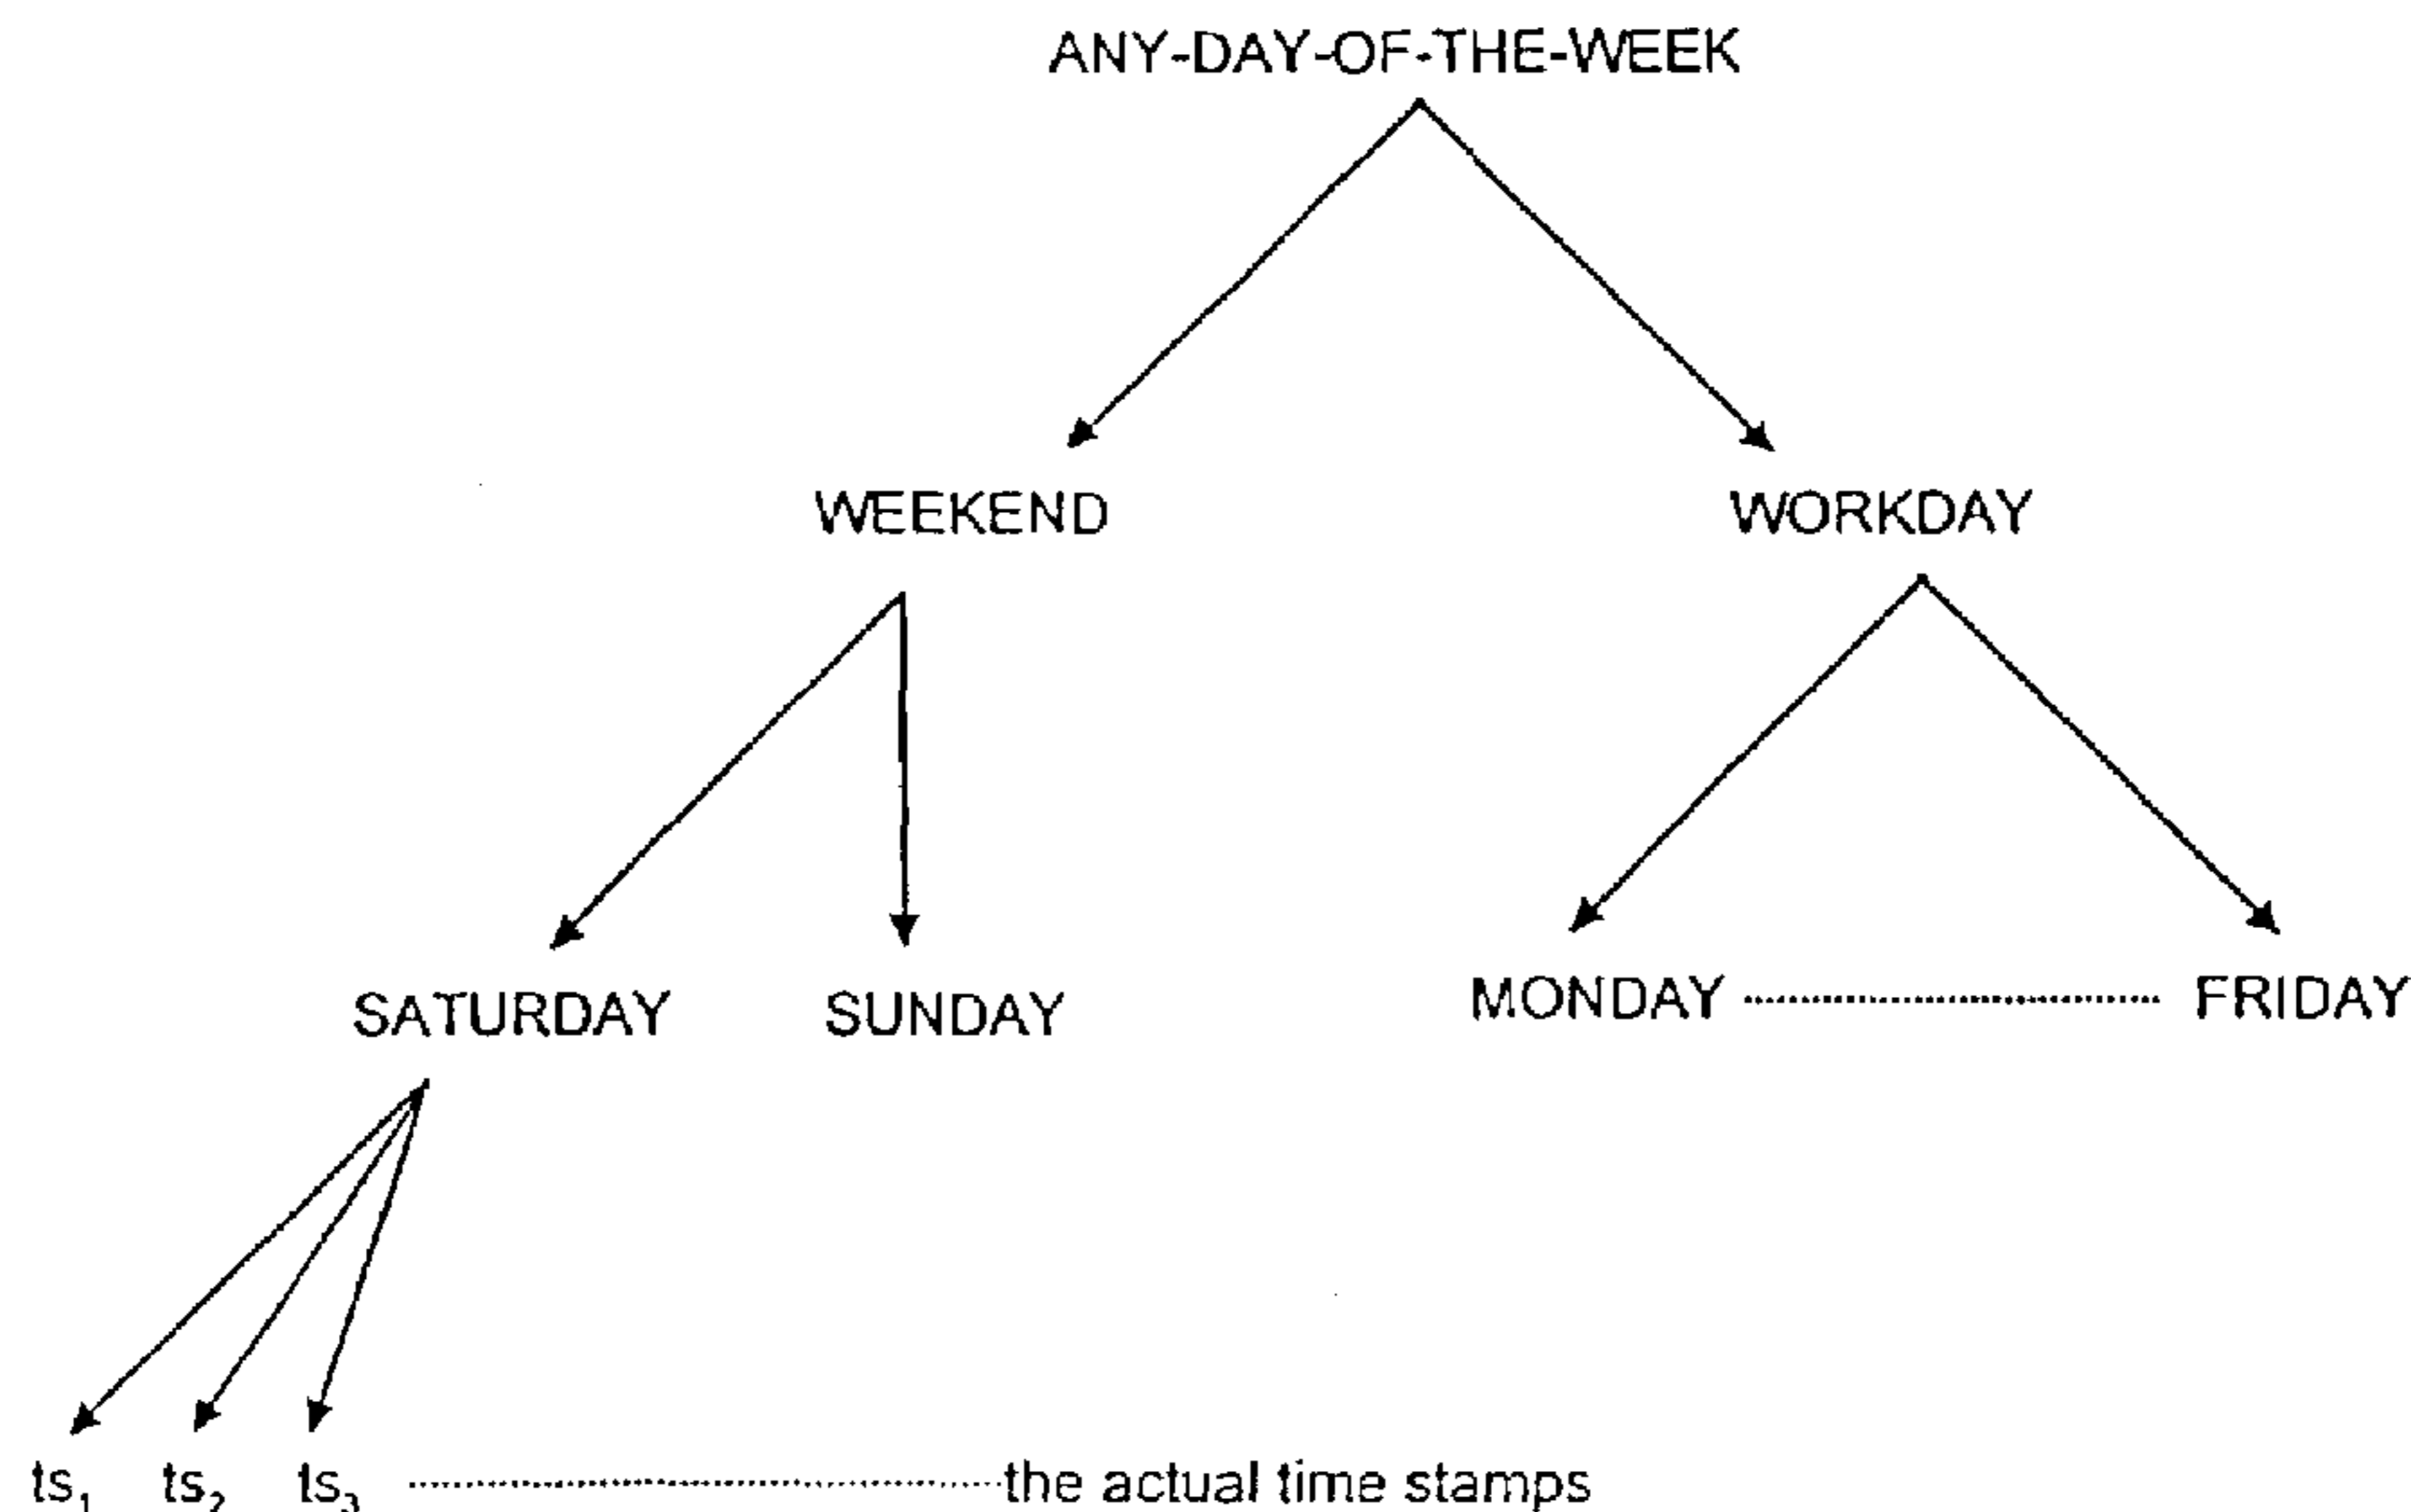 ANY-DAY-OF-THE-WEEK
WEEKEND WORKDAY
SATURDAY SUNDAY MONDAY FRIDAY
ts1 ts2 ts3 the actual time stamps